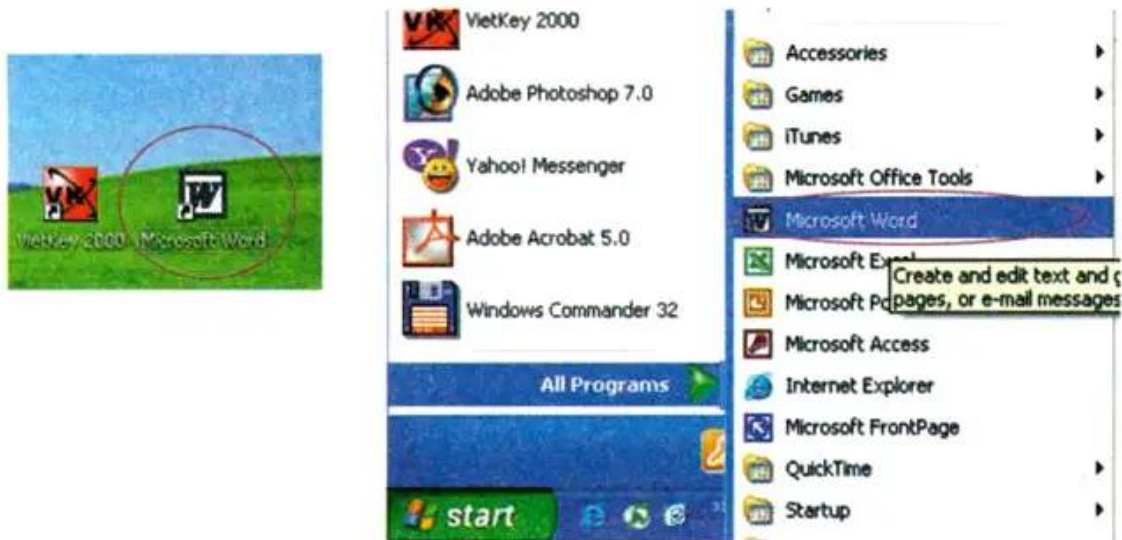 VietKey 2000
Microsoft Word
VietKey 2000
Adobe Photoshop 7.0
Yahoo! Messenger
Adobe Acrobat 5.0
Windows Commander 32
All Programs
start
Accessories
Games
iTunes
Microsoft Office Tools
Microsoft Word
Microsoft Excel
Create and edit text and
pages, or e-mail messages
Microsoft
Microsoft Access
Internet Explorer
Microsoft FrontPage
QuickTime
Startup